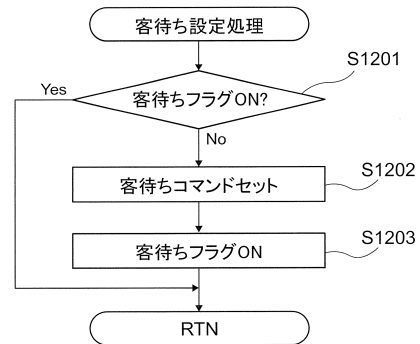 客待ち設定処理
S1201
Yes
客待ちフラグON?
No
S1202
客待ちコマンドセット
S1203
客待ちフラグON
RTN